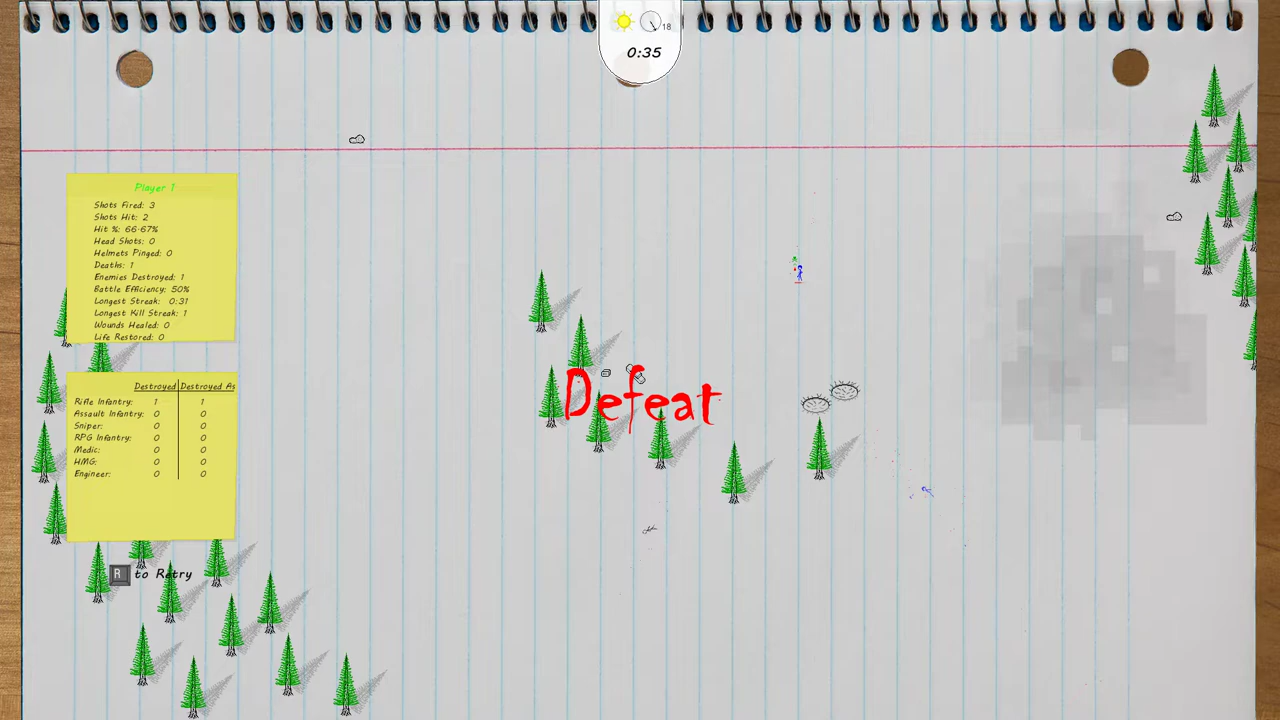 18
0:35
Player 1
Shots Fired: 3
Shots Hit: 2
Hit %: 66.67%
Head Shots: 0
Helmets Pinged: 0
Deaths: 1
Enemies Destroyed: 1
Battle Efficiency: 50%
Longest Streak: 0:31
Longest Kill Streak: 1
Wounds Healed: 0
Life Restored: 0
Defeat
Destroyed Destroyed As
Rifle Infantry: 1 1
Assault Infantry: 0 0
Sniper: 0 0
RPG Infantry: 0 0
Medic: 0 0
HMG: 0 0
Engineer: 0 0
R to Retry